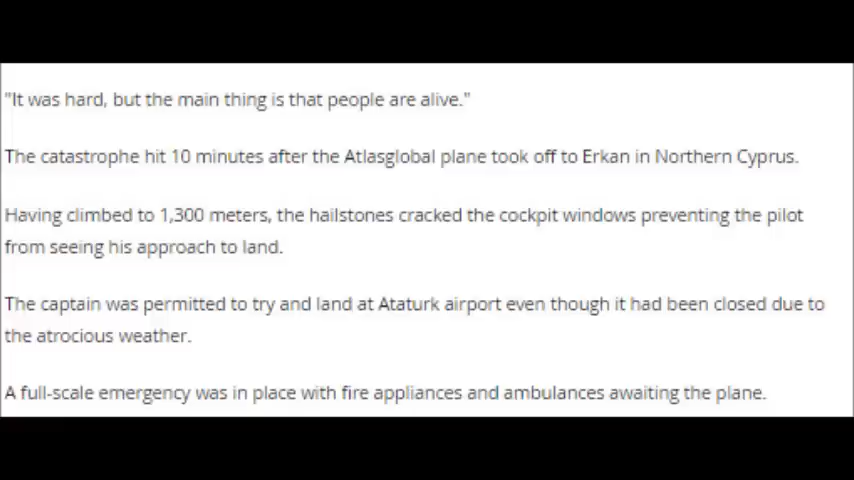 "It was hard, but the main thing is that people are alive."
The catastrophe hit 10 minutes after the Atlasglobal plane took off to Erkan in Northern Cyprus.
Having climbed to 1,300 meters, the hailstones cracked the cockpit windows preventing the pilot
from seeing his approach to land.
The captain was permitted to try and land at Ataturk airport even though it had been closed due to
the atrocious weather.
A full-scale emergency was in place with fire appliances and ambulances awaiting the plane.